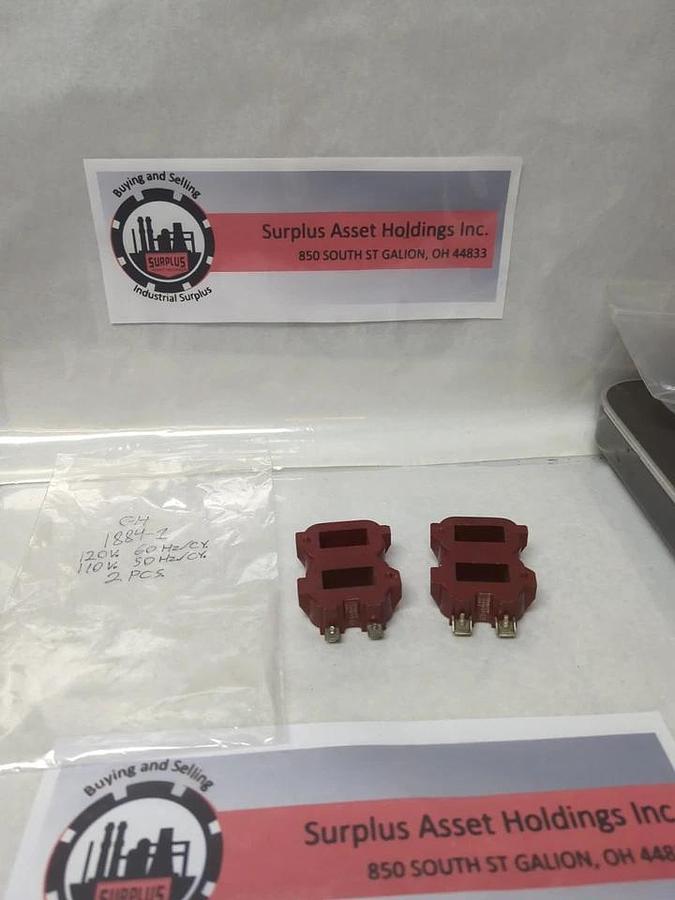 Buying and Selling
SURPLUS
Industrial Surplus
Surplus Asset Holdings Inc.
850 SOUTH ST GALION, OH 44833
C-H
1884-1
120V. 60 Hz/CY.
110V. 50 Hz/CY.
2 PCS
Buying and Selling
SURPLUS
Surplus Asset Holdings Inc
850 SOUTH ST GALION, OH 448